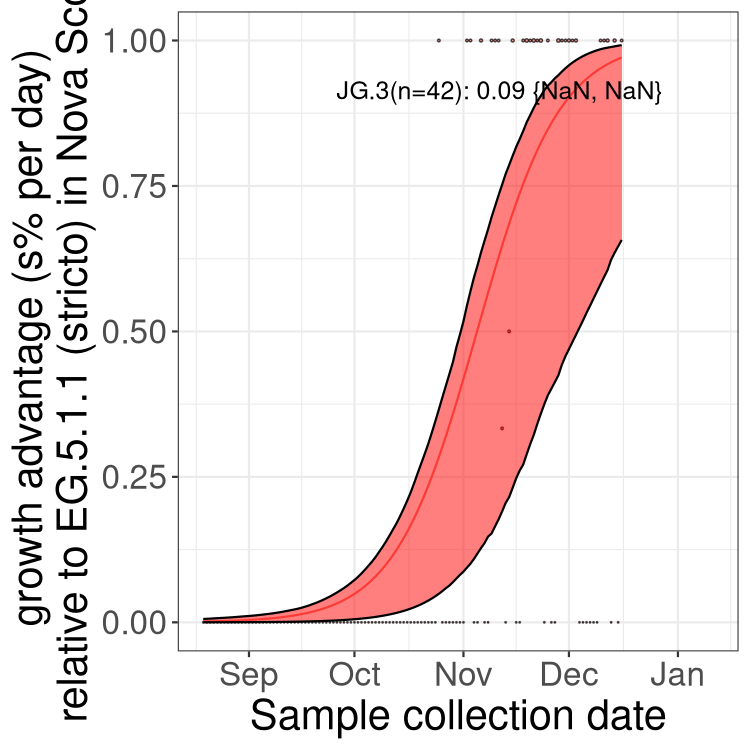 growth advantage (s% per day)
relative to EG.5.1.1 (stricto) in Nova Sco
1.00
0.75
0.50
0.25
0.00
JG.3(n=42): 0.09 {NaN, NaN}
Sep Oct Nov Dec Jan
Sample collection date